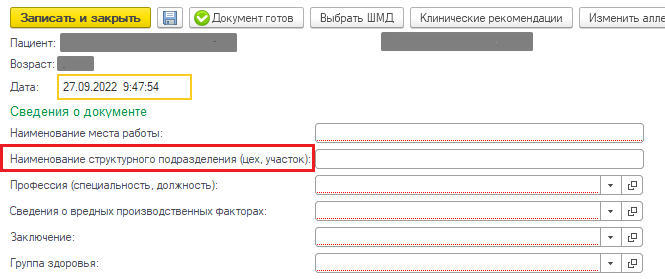 Записать и закрыть Документ готов Выбрать ШМД Клинические рекомендации Изменить алле
Пациент:
Возраст:
Дата: 27.09.2022 9:47:54
Сведения о документе
Наименование места работы:
Наименование структурного подразделения (цех, участок):
Профессия (специальность, должность):
Сведения о вредных производственных факторах:
Заключение:
Группа здоровья: